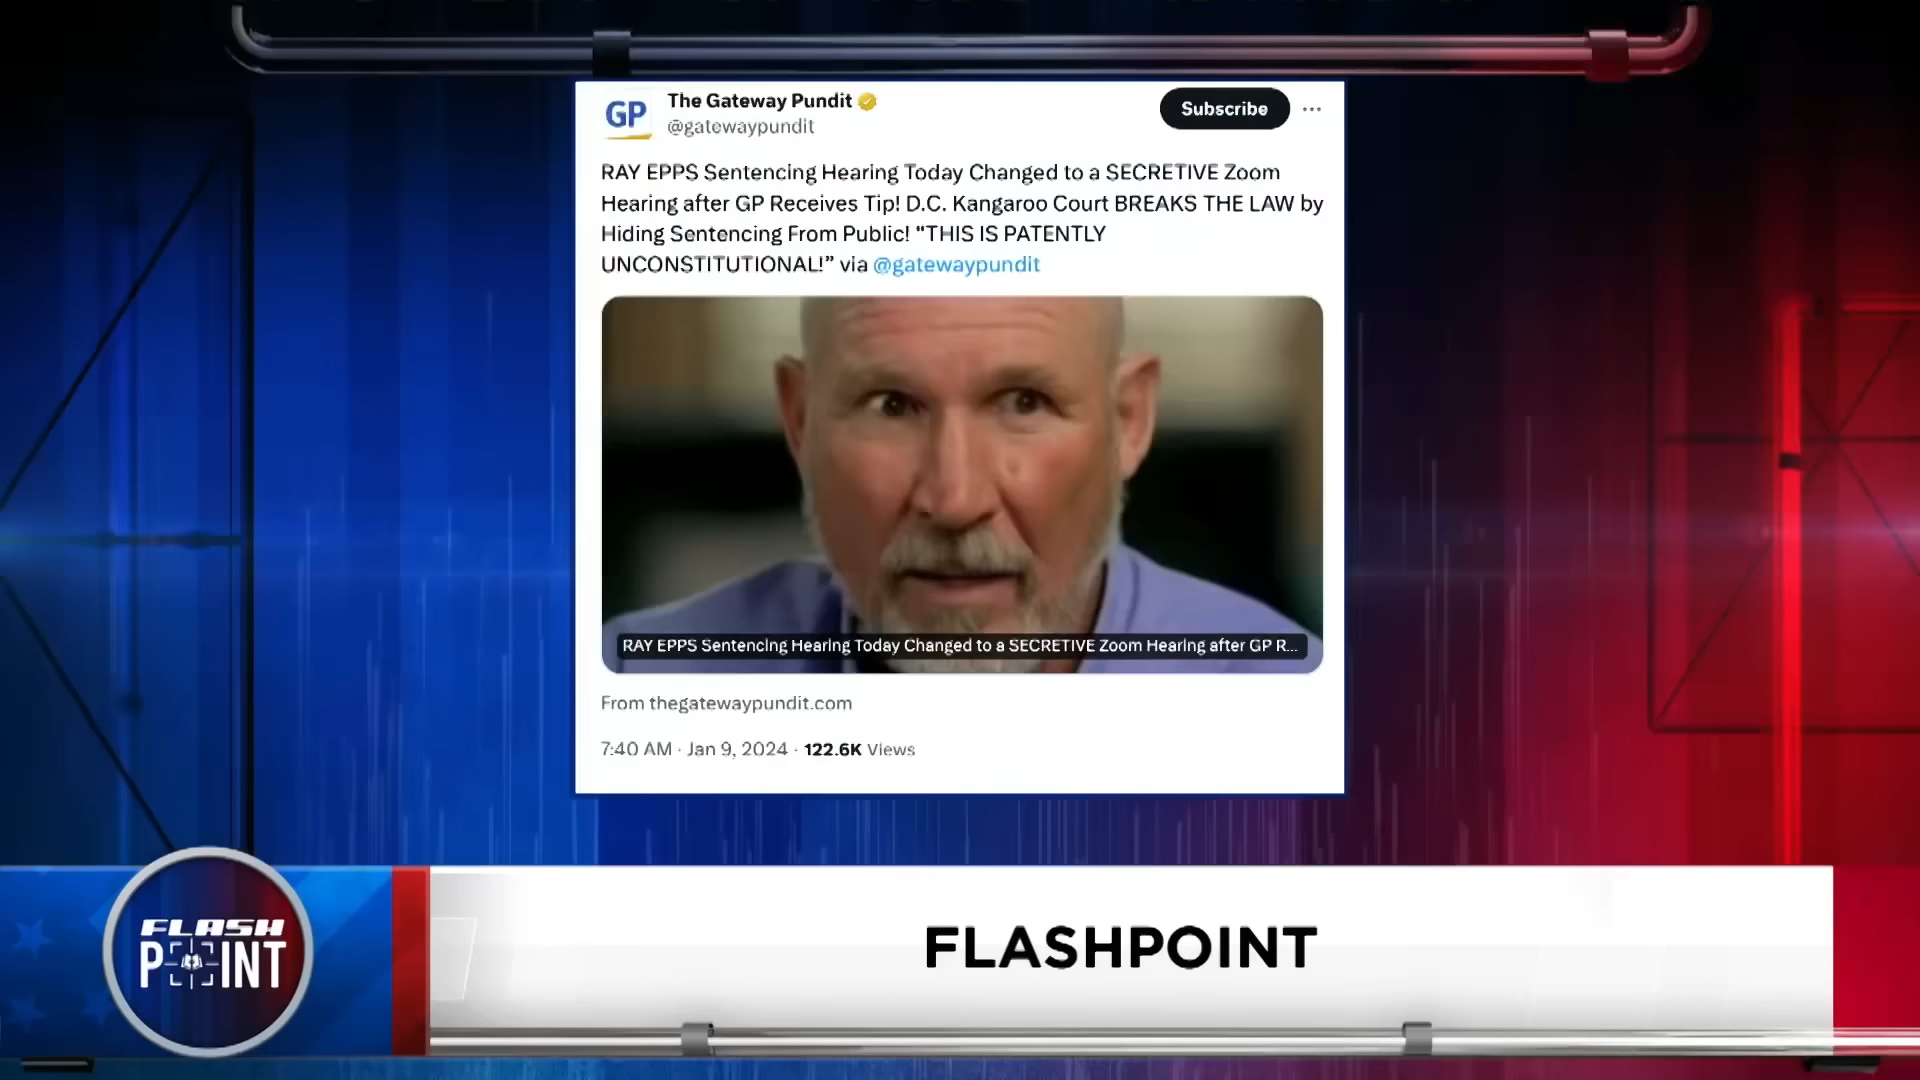 GP
The Gateway Pundit
@gatewaypundit
Subscribe
RAY EPPS Sentencing Hearing Today Changed to a SECRETIVE Zoom
Hearing after GP Receives Tip! D.C. Kangaroo Court BREAKS THE LAW by
Hiding Sentencing From Public! “THIS IS PATENTLY
UNCONSTITUTIONAL!” via @gatewaypundit
RAY EPPS Sentencing Hearing Today Changed to a SECRETIVE Zoom Hearing after GP R...
From thegatewaypundit.com
7:40 AM · Jan 9, 2024 · 122.6K Views
FLASH
POINT
FLASHPOINT